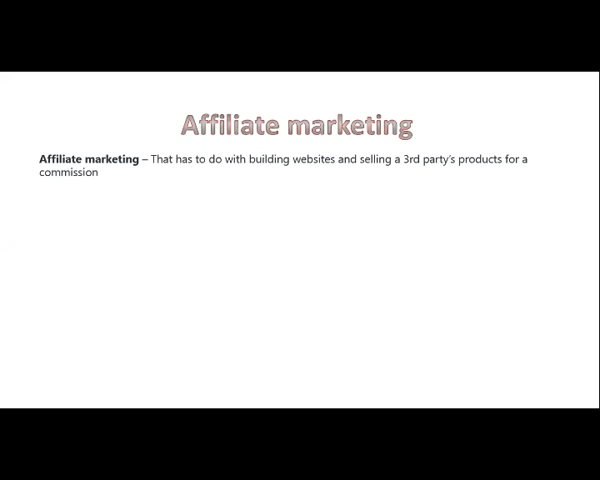 Affiliate marketing
Affiliate marketing – That has to do with building websites and selling a 3rd party's products for a
commission